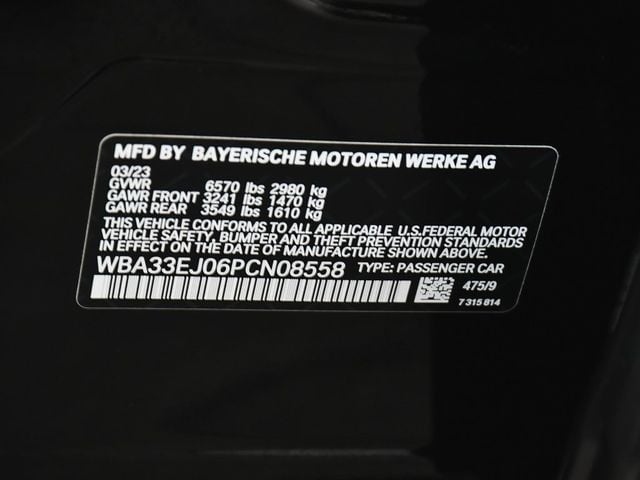 MFD BY BAYERISCHE MOTOREN WERKE AG
03/23
GVWR 6570 lbs 2980 kg
GAWR FRONT 3241 lbs 1470 kg
GAWR REAR 3549 lbs 1610 kg
THIS VEHICLE CONFORMS TO ALL APPLICABLE U.S.FEDERAL MOTOR
VEHICLE SAFETY, BUMPER AND THEFT PREVENTION STANDARDS
IN EFFECT ON THE DATE OF MANUFACTURE SHOWN ABOVE.
WBA33EJ06PCN08558 TYPE: PASSENGER CAR
475/9
7 315 814